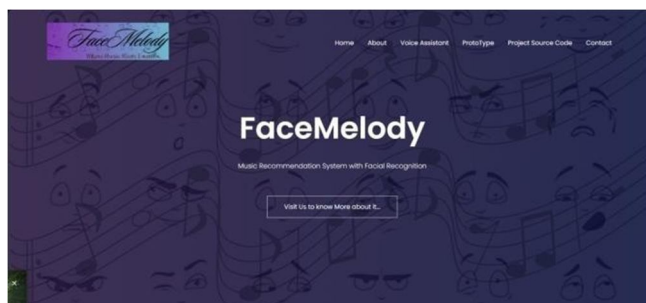 FaceMelody
Home About Voice Assistant ProtoType Project Source Code Contact
FaceMelody
Music Recommendation System with Facial Recognition
Visit Us to know More about it...